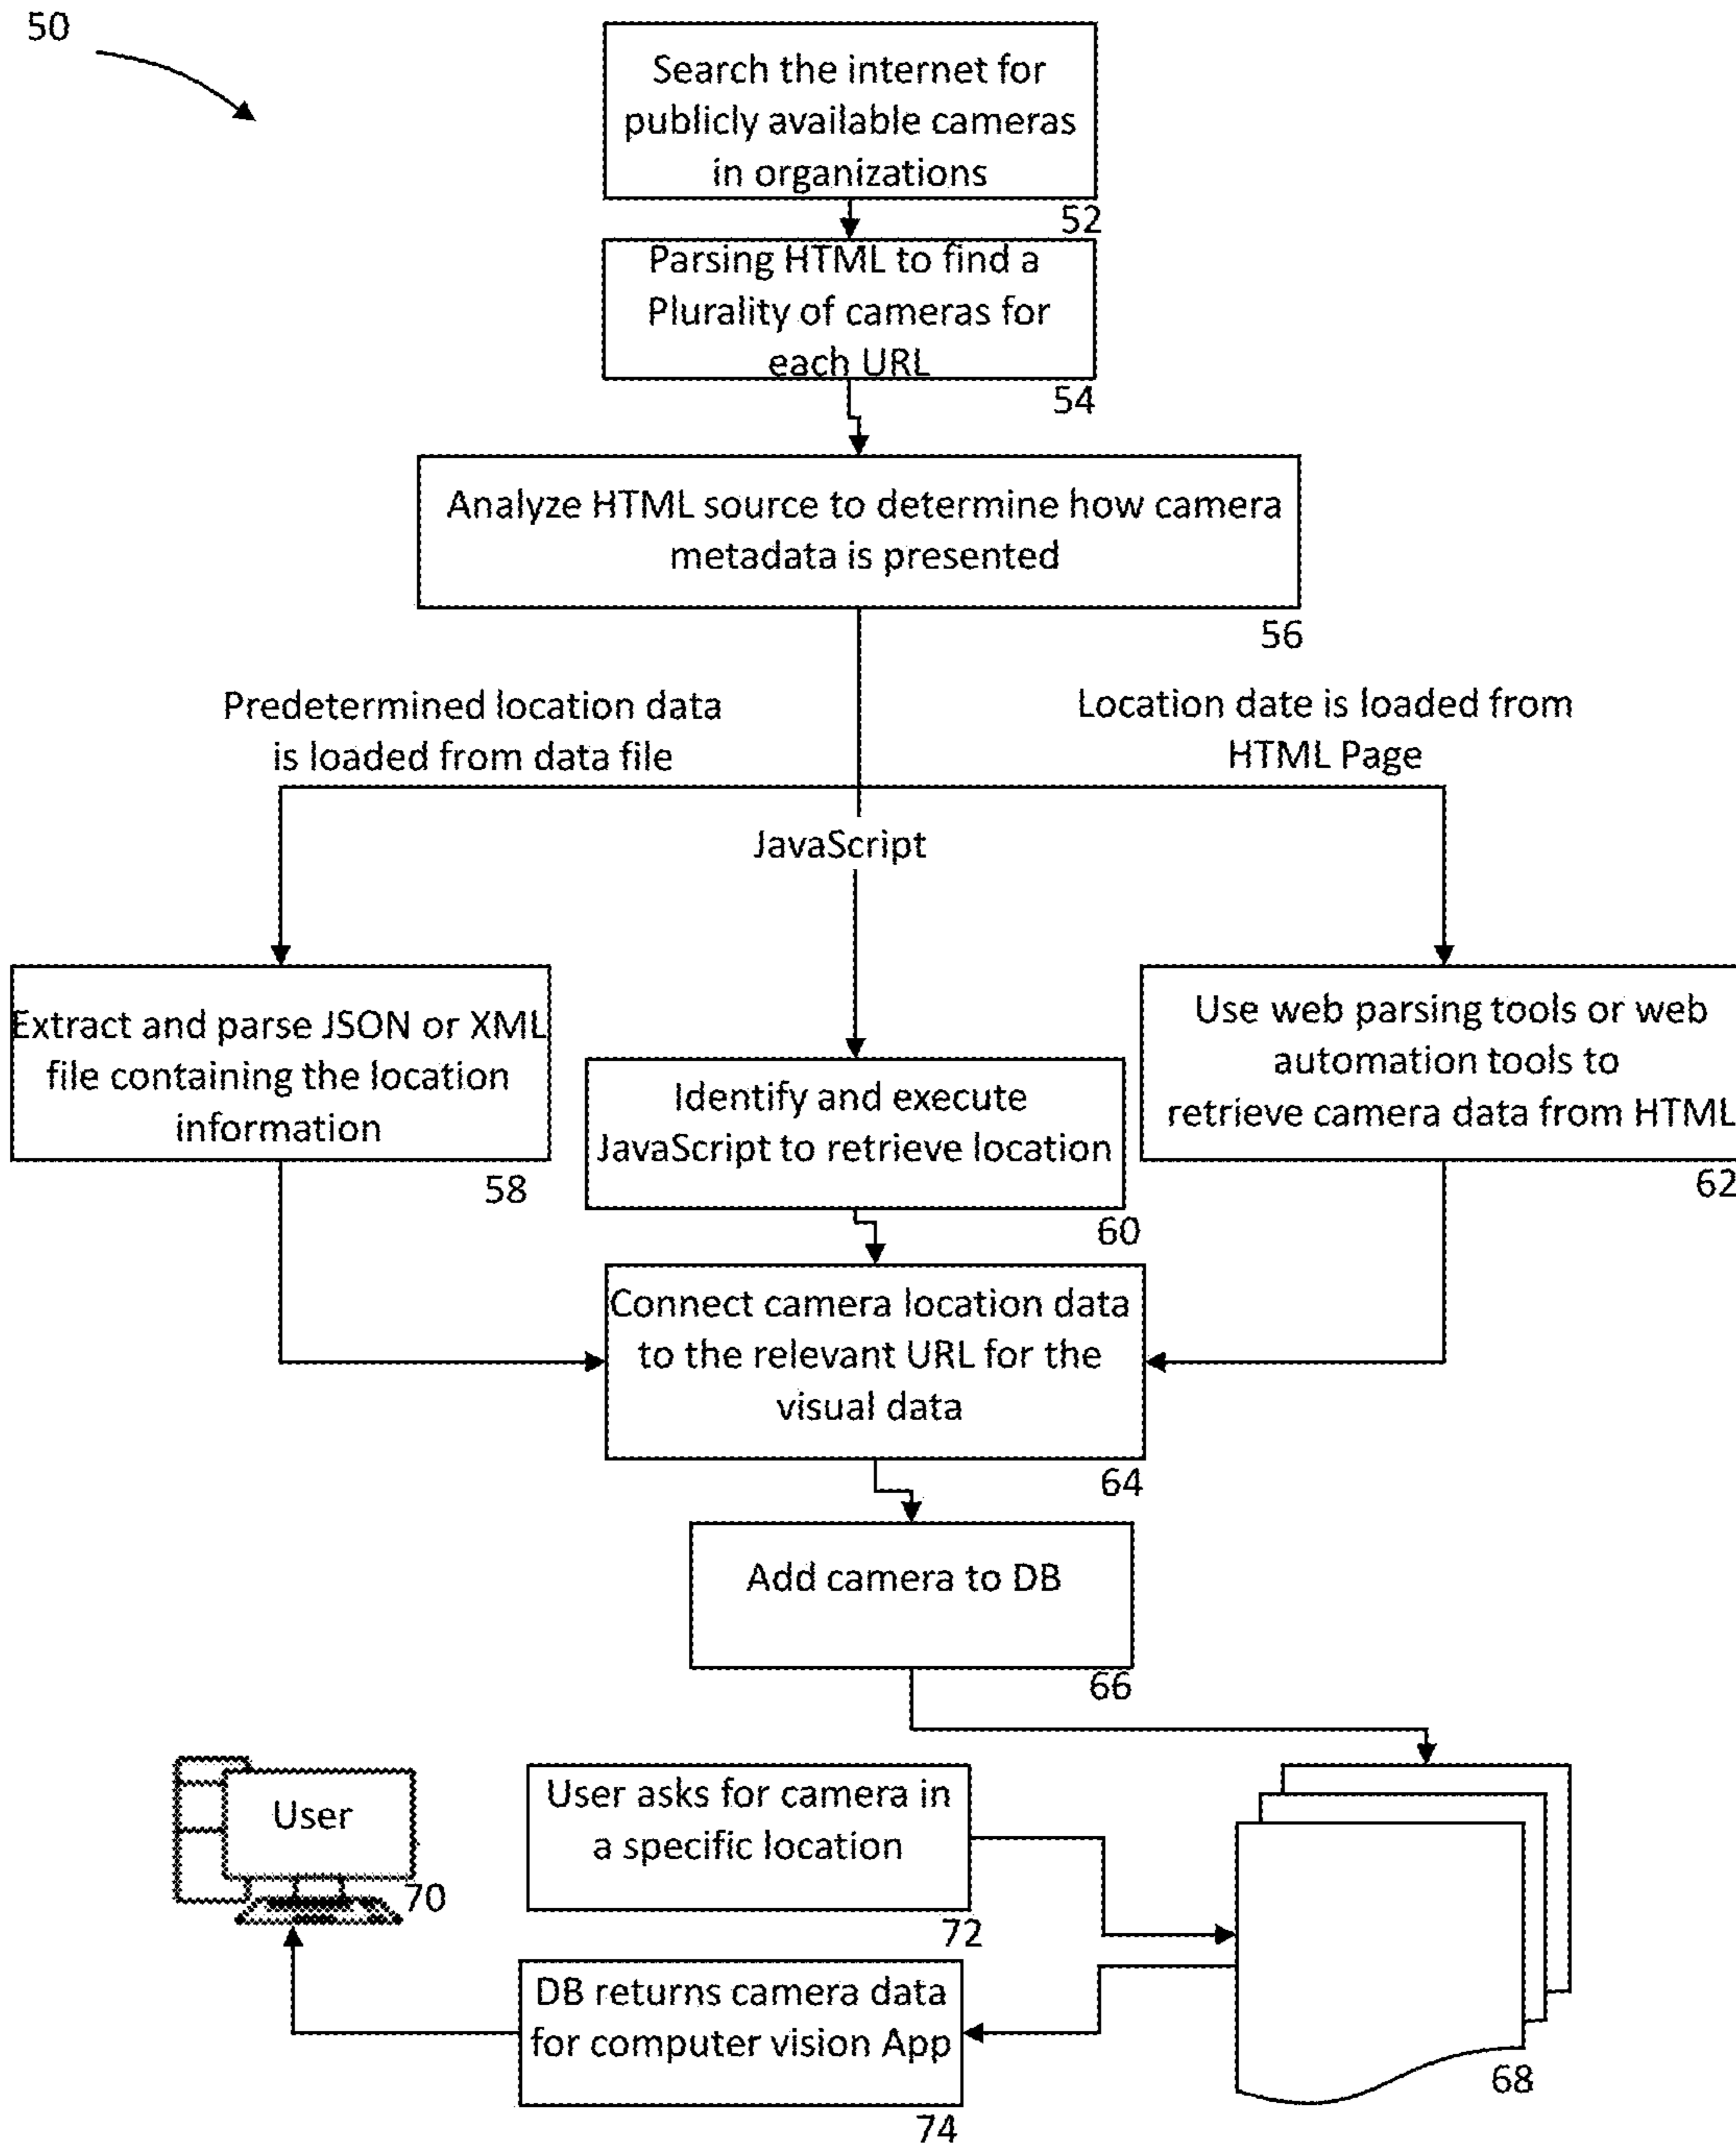 50
Search the internet for
publicly available cameras
in organizations
52
Parsing HTML to find a
Plurality of cameras for
each URL
54
Analyze HTML source to determine how camera
metadata is presented
56
Predetermined location data
is loaded from data file
Location date is loaded from
HTML Page
JavaScript
Extract and parse JSON or XML
file containing the location
information
58
Identify and execute
JavaScript to retrieve location
60
Use web parsing tools or web
automation tools to
retrieve camera data from HTML
62
Connect camera location data
to the relevant URL for the
visual data
64
Add camera to DB
66
User
70
User asks for camera in
a specific location
72
DB returns camera data
for computer vision App
74
68